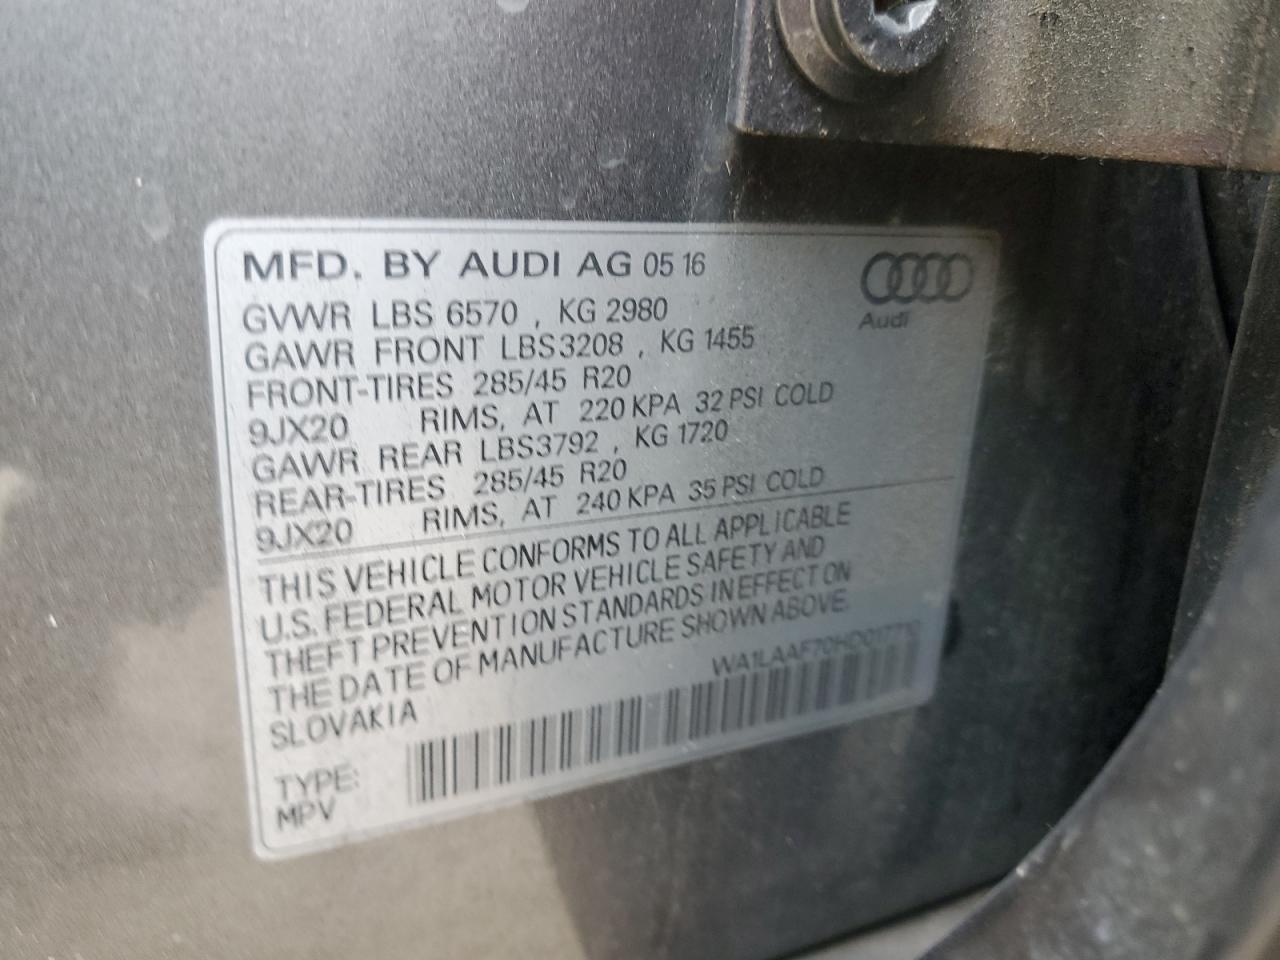 MFD. BY AUDI AG 05 16
Audi
GVWR LBS 6570 , KG 2980
GAWR FRONT LBS3208 , KG 1455
FRONT-TIRES 285/45 R20
9JX20 RIMS, AT 220 KPA 32 PSI COLD
GAWR REAR LBS3792 , KG 1720
REAR-TIRES 285/45 R20
9JX20 RIMS, AT 240 KPA 35 PSI COLD
THIS VEHICLE CONFORMS TO ALL APPLICABLE
U.S. FEDERAL MOTOR VEHICLE SAFETY AND
THEFT PREVENTION STANDARDS IN EFFECT ON
THE DATE OF MANUFACTURE SHOWN ABOVE.
SLOVAKIA
TYPE:
MPV